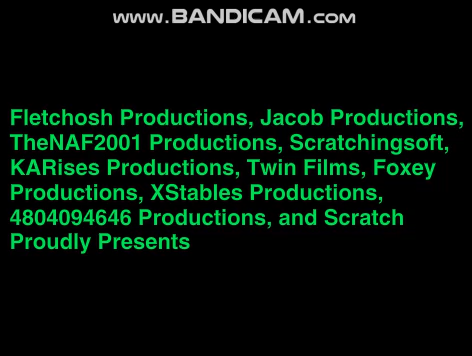 www.BANDICAM.com
Fletchosh Productions, Jacob Productions,
TheNAF2001 Productions, Scratchingsoft,
KARises Productions, Twin Films, Foxey
Productions, XStables Productions,
4804094646 Productions, and Scratch
Proudly Presents